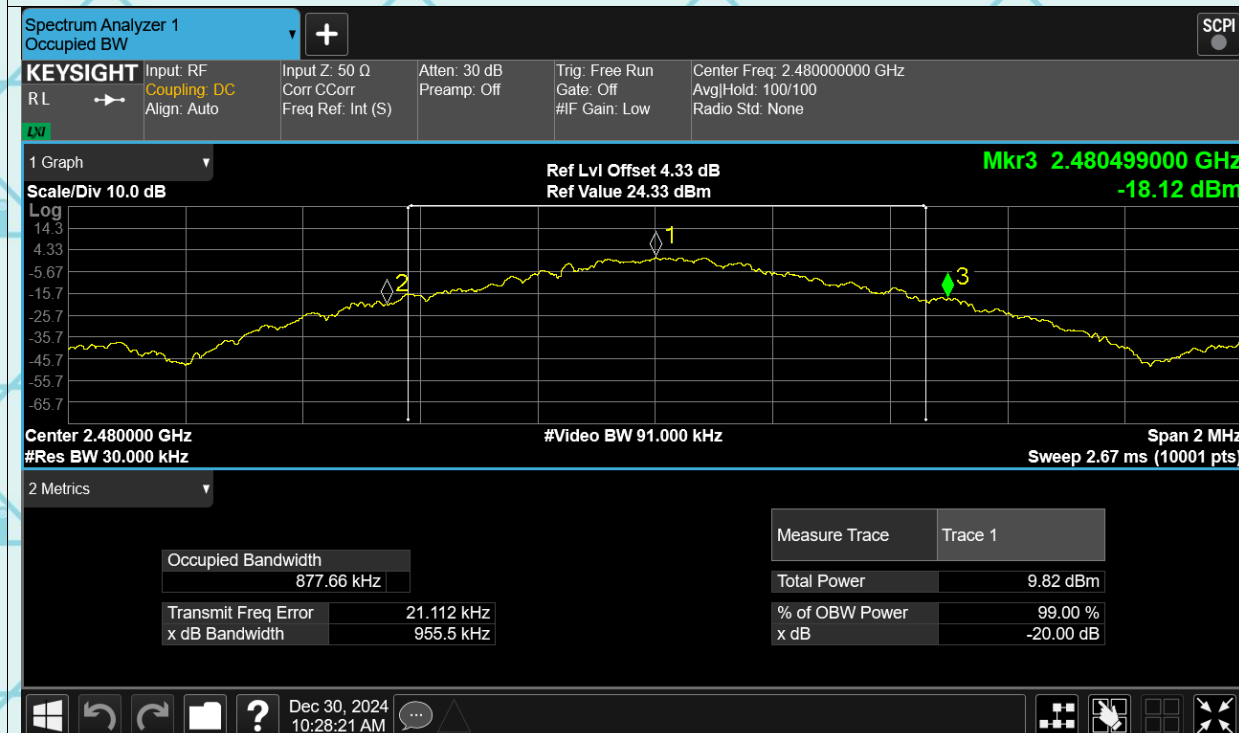 Spectrum Analyzer 1
Occupied BW
+
SCPI
KEYSIGHT
RL
LXI
Input: RF
Coupling: DC
Align: Auto
Input Z: 50 Ω
Corr CCorr
Freq Ref: Int (S)
Atten: 30 dB
Preamp: Off
Trig: Free Run
Gate: Off
#IF Gain: Low
Center Freq: 2.480000000 GHz
Avg|Hold: 100/100
Radio Std: None
1 Graph
Scale/Div 10.0 dB
Ref Lvl Offset 4.33 dB
Ref Value 24.33 dBm
Mkr3 2.480499000 GHz
-18.12 dBm
Log
14.3
4.33
-5.67
-15.7
-25.7
-35.7
-45.7
-55.7
-65.7
1
2
3
Center 2.480000 GHz
#Video BW 91.000 kHz
Span 2 MHz
#Res BW 30.000 kHz
Sweep 2.67 ms (10001 pts)
2 Metrics
Occupied Bandwidth
877.66 kHz
Transmit Freq Error 21.112 kHz
x dB Bandwidth 955.5 kHz
Measure Trace Trace 1
Total Power 9.82 dBm
% of OBW Power 99.00 %
x dB -20.00 dB
?
Dec 30, 2024
10:28:21 AM